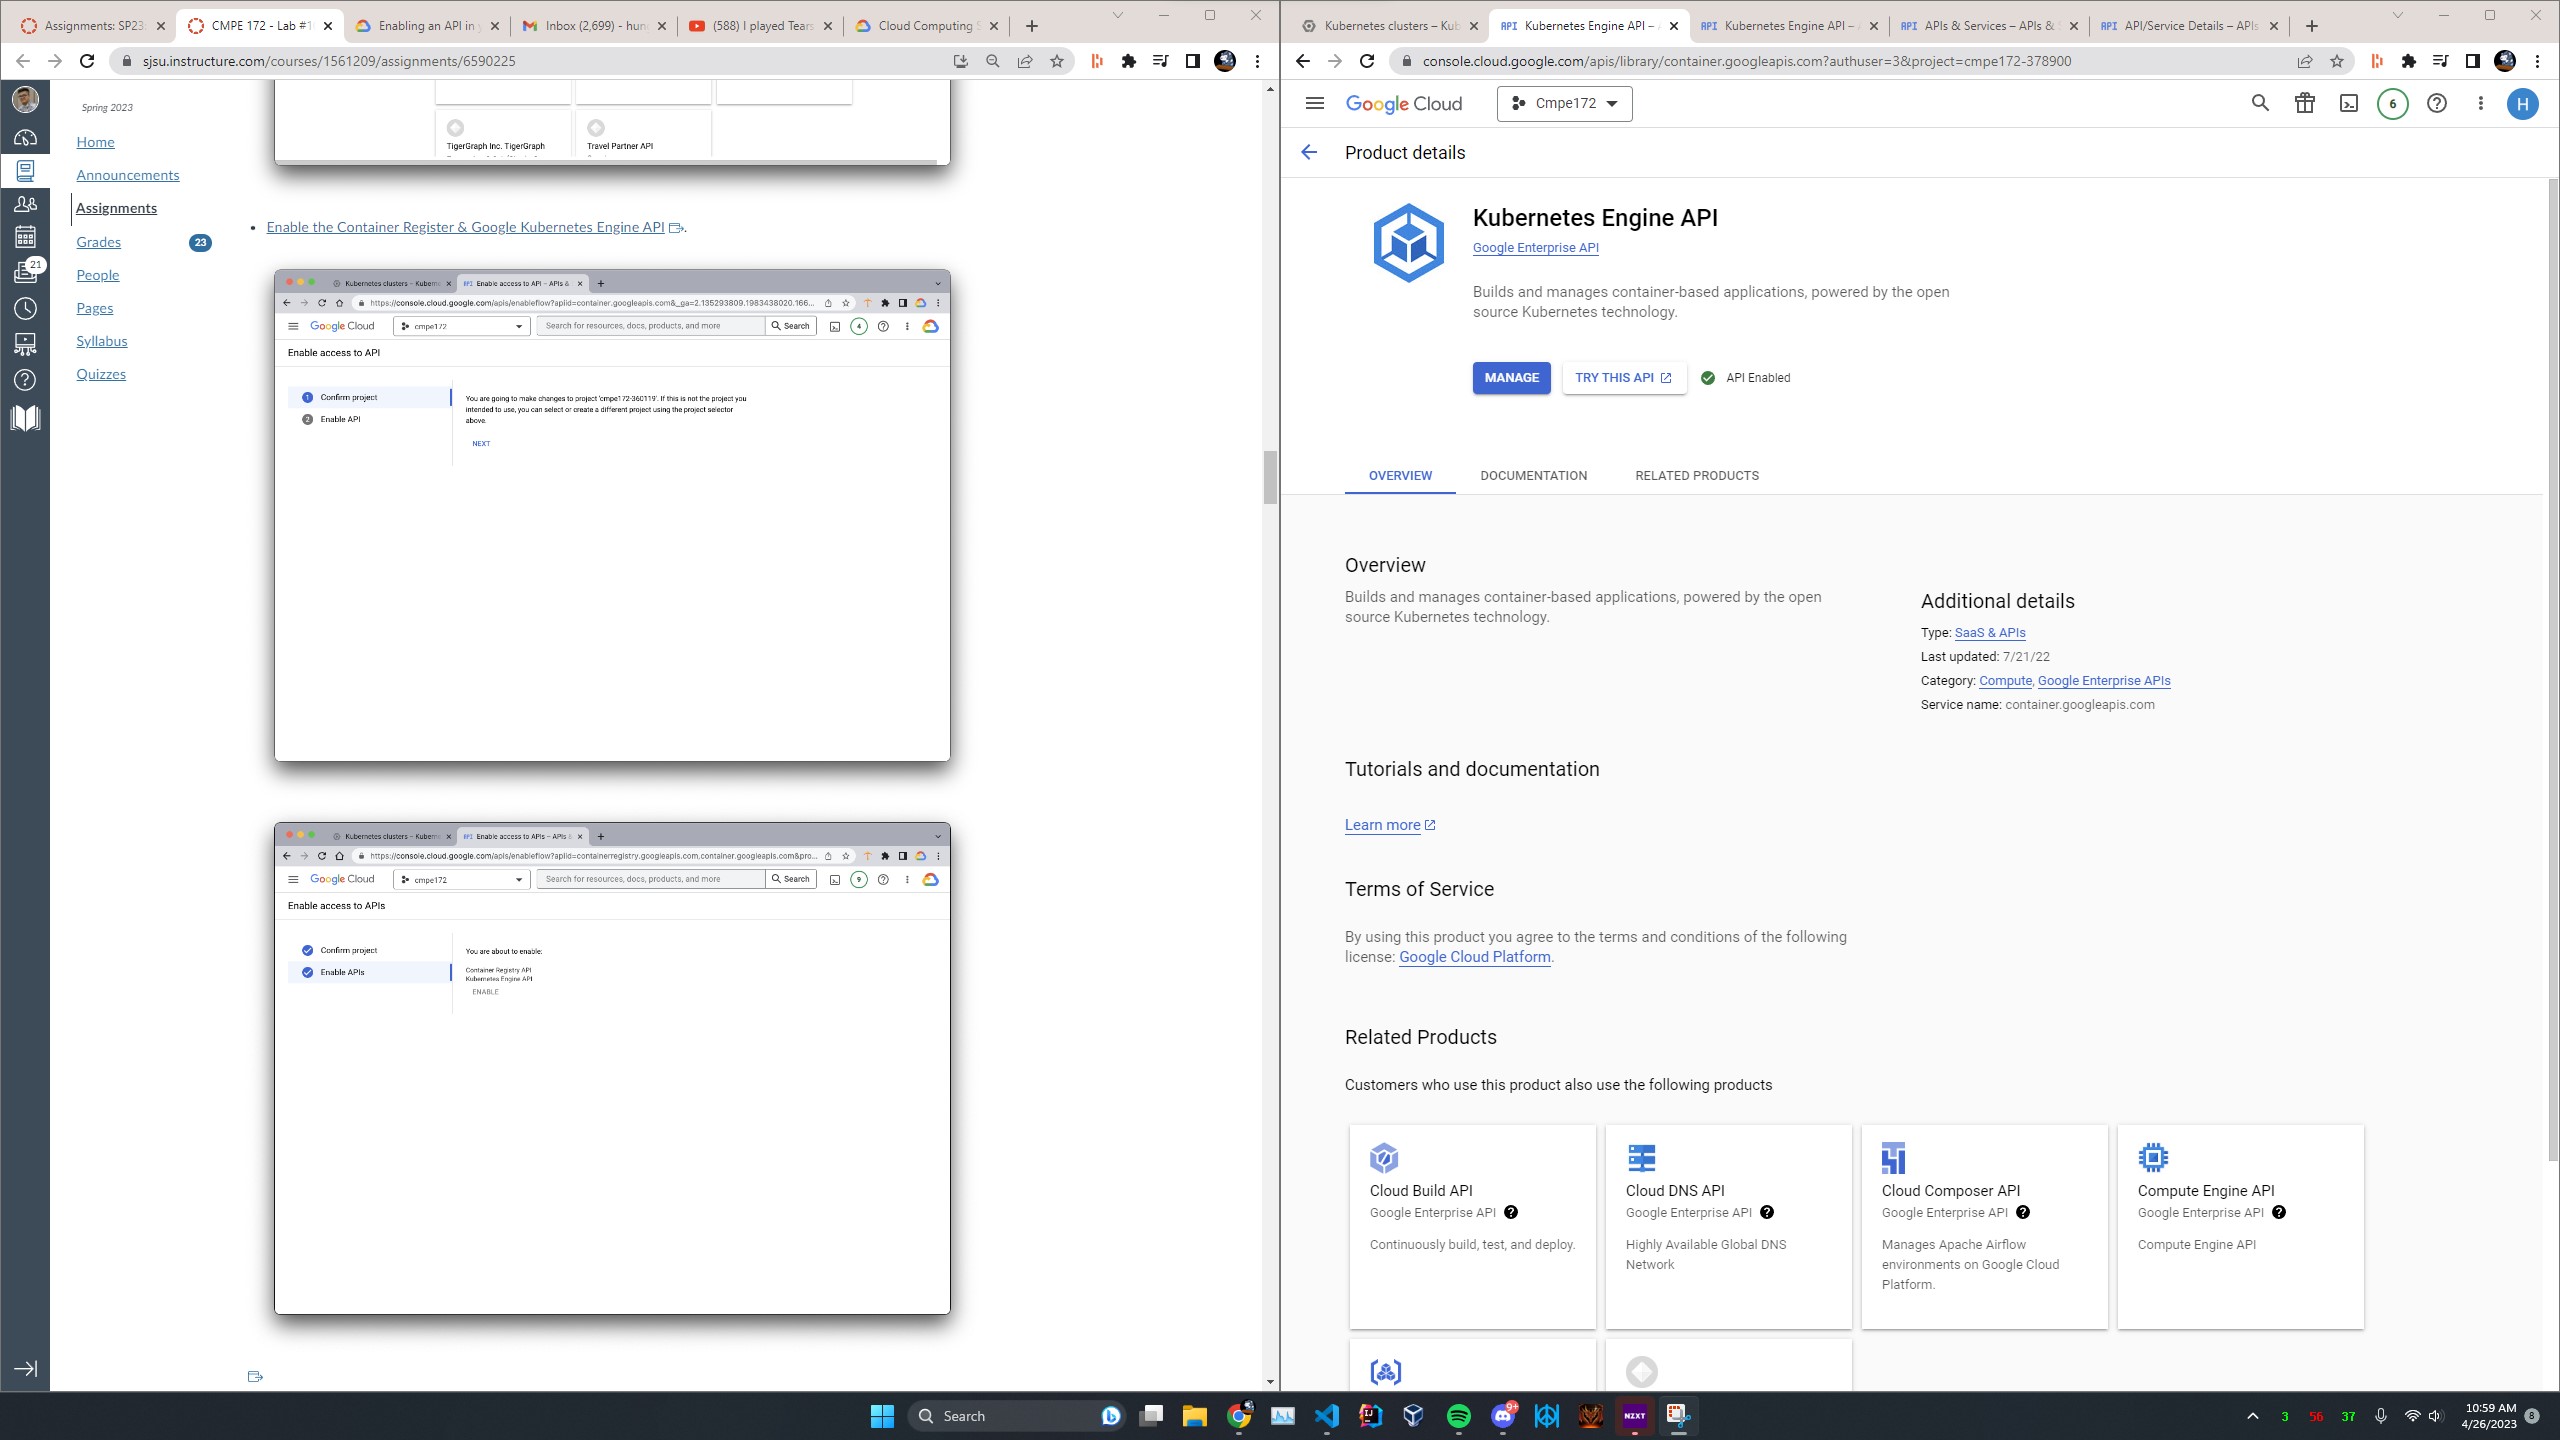 Assignments: SP23:
CMPE 172 - Lab #1
Enabling an API in y
Inbox (2,699) - hun
(588) I played Tears
Cloud Computing S
sjsu.instructure.com/courses/1561209/assignments/6590225
Spring 2023
Home
Announcements
Assignments
Grades
23
People
21
Pages
Syllabus
Quizzes
TigerGraph Inc. TigerGraph
Travel Partner API
Enable the Container Register & Google Kubernetes Engine API.
Kubernetes clusters – Kubern
API Enable access to API – APIs &
https://console.cloud.google.com/apis/enableflow?apiid=container.googleapis.com&_ga=2.135293809.1983438020.166...
Google Cloud
cmpe172
Search for resources, docs, products, and more
Search
4
Enable access to API
1 Confirm project
2 Enable API
You are going to make changes to project 'cmpe172-360119'. If this is not the project you
intended to use, you can select or create a different project using the project selector
above.
NEXT
Kubernetes clusters – Kubern
API Enable access to APIs – APIs
https://console.cloud.google.com/apis/enableflow?apiid=containerregistry.googleapis.com,container.googleapis.com&pro...
Google Cloud
cmpe172
Search for resources, docs, products, and more
Search
9
Enable access to APIs
Confirm project
Enable APIs
You are about to enable:
Container Registry API
Kubernetes Engine API
ENABLE
Kubernetes clusters – Kub
API Kubernetes Engine API –
API Kubernetes Engine API –
API APIs & Services – APIs &
API API/Service Details – APIs
console.cloud.google.com/apis/library/container.googleapis.com?authuser=3&project=cmpe172-378900
Google Cloud
Cmpe172
6
H
Product details
Kubernetes Engine API
Google Enterprise API
Builds and manages container-based applications, powered by the open
source Kubernetes technology.
MANAGE
TRY THIS API
API Enabled
OVERVIEW
DOCUMENTATION
RELATED PRODUCTS
Overview
Builds and manages container-based applications, powered by the open
source Kubernetes technology.
Additional details
Type: SaaS & APIs
Last updated: 7/21/22
Category: Compute, Google Enterprise APIs
Service name: container.googleapis.com
Tutorials and documentation
Learn more
Terms of Service
By using this product you agree to the terms and conditions of the following
license: Google Cloud Platform.
Related Products
Customers who use this product also use the following products
Cloud Build API
Google Enterprise API
Continuously build, test, and deploy.
Cloud DNS API
Google Enterprise API
Highly Available Global DNS
Network
Cloud Composer API
Google Enterprise API
Manages Apache Airflow
environments on Google Cloud
Platform.
Compute Engine API
Google Enterprise API
Compute Engine API
Search
9+
NZXT
3
56
37
10:59 AM
4/26/2023
8